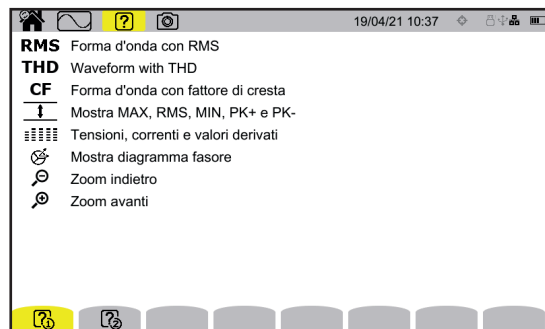 19/04/21 10:37
RMS Forma d'onda con RMS
THD Waveform with THD
CF Forma d'onda con fattore di cresta
Mostra MAX, RMS, MIN, PK+ e PK-
Tensioni, correnti e valori derivati
Mostra diagramma fasore
Zoom indietro
Zoom avanti
? 1 ? 2